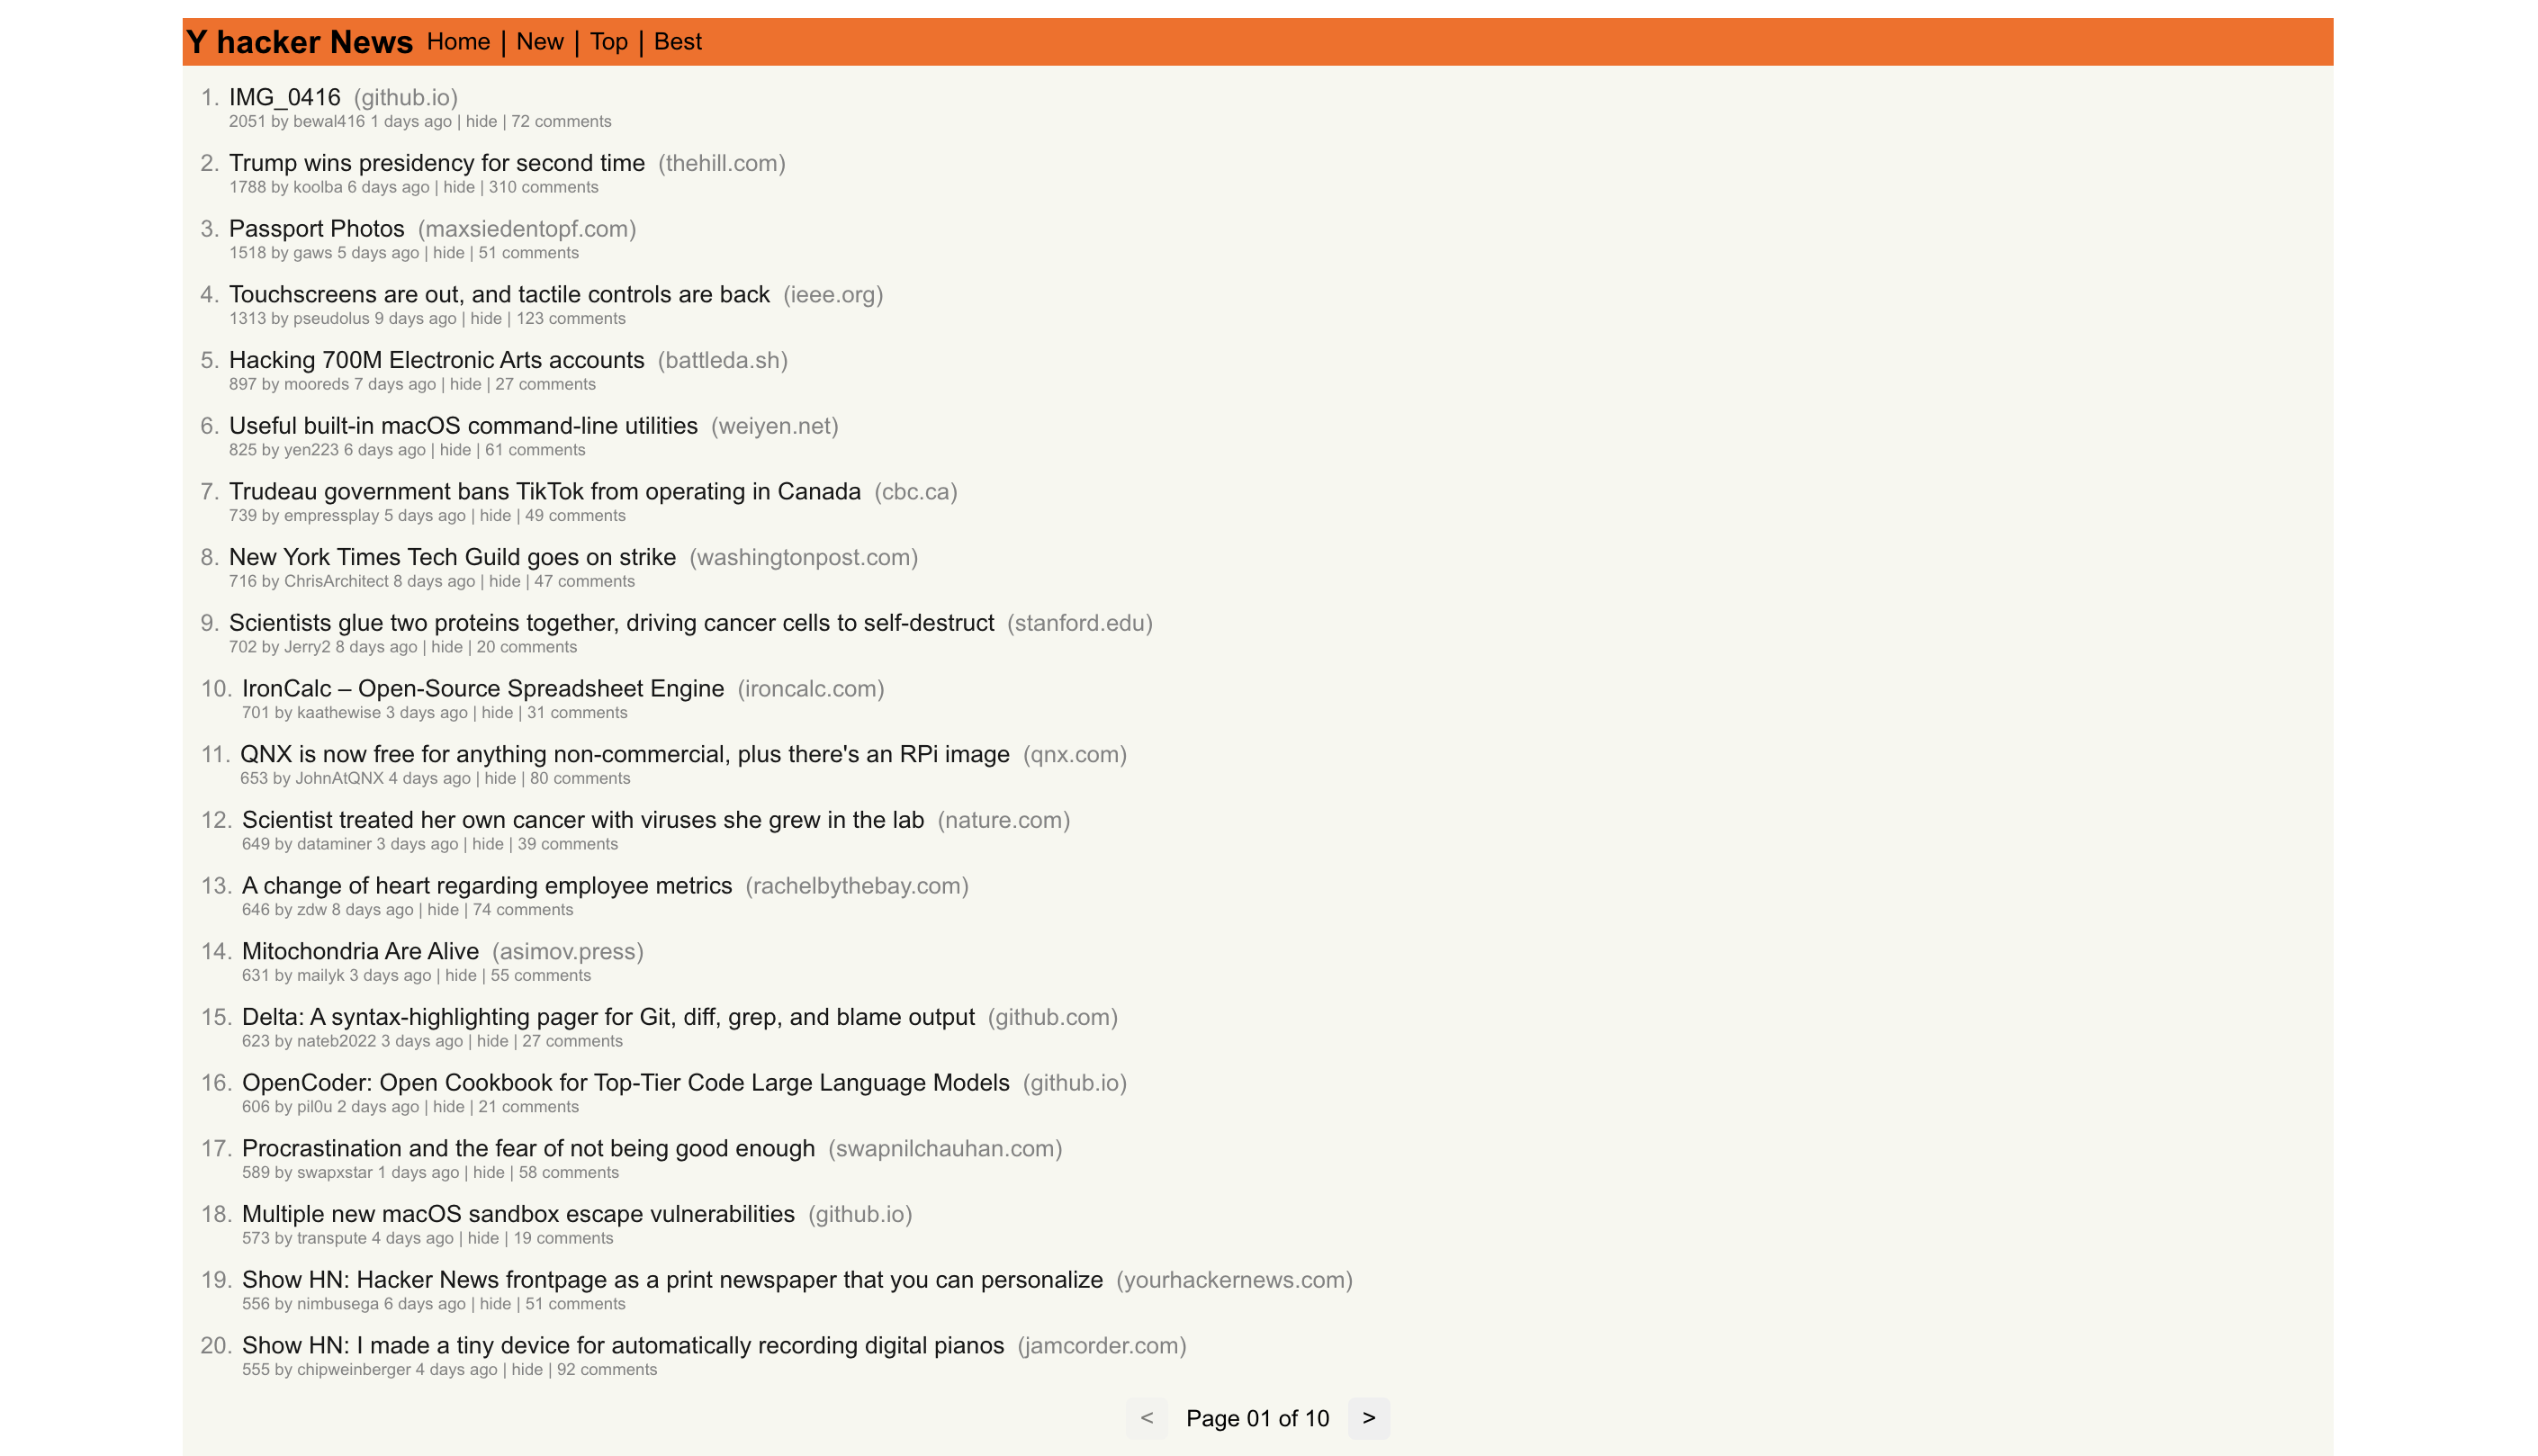 Y hacker News Home | New | Top | Best
1. IMG_0416 (github.io)
2051 by bewal416 1 days ago | hide | 72 comments
2. Trump wins presidency for second time (thehill.com)
1788 by koolba 6 days ago | hide | 310 comments
3. Passport Photos (maxsiedentopf.com)
1518 by gaws 5 days ago | hide | 51 comments
4. Touchscreens are out, and tactile controls are back (ieee.org)
1313 by pseudolus 9 days ago | hide | 123 comments
5. Hacking 700M Electronic Arts accounts (battleda.sh)
897 by mooreds 7 days ago | hide | 27 comments
6. Useful built-in macOS command-line utilities (weiyen.net)
825 by yen223 6 days ago | hide | 61 comments
7. Trudeau government bans TikTok from operating in Canada (cbc.ca)
739 by empressplay 5 days ago | hide | 49 comments
8. New York Times Tech Guild goes on strike (washingtonpost.com)
716 by ChrisArchitect 8 days ago | hide | 47 comments
9. Scientists glue two proteins together, driving cancer cells to self-destruct (stanford.edu)
702 by Jerry2 8 days ago | hide | 20 comments
10. IronCalc – Open-Source Spreadsheet Engine (ironcalc.com)
701 by kaathewise 3 days ago | hide | 31 comments
11. QNX is now free for anything non-commercial, plus there's an RPi image (qnx.com)
653 by JohnAtQNX 4 days ago | hide | 80 comments
12. Scientist treated her own cancer with viruses she grew in the lab (nature.com)
649 by dataminer 3 days ago | hide | 39 comments
13. A change of heart regarding employee metrics (rachelbythebay.com)
646 by zdw 8 days ago | hide | 74 comments
14. Mitochondria Are Alive (asimov.press)
631 by mailyk 3 days ago | hide | 55 comments
15. Delta: A syntax-highlighting pager for Git, diff, grep, and blame output (github.com)
623 by nateb2022 3 days ago | hide | 27 comments
16. OpenCoder: Open Cookbook for Top-Tier Code Large Language Models (github.io)
606 by pil0u 2 days ago | hide | 21 comments
17. Procrastination and the fear of not being good enough (swapnilchauhan.com)
589 by swapxstar 1 days ago | hide | 58 comments
18. Multiple new macOS sandbox escape vulnerabilities (github.io)
573 by transpute 4 days ago | hide | 19 comments
19. Show HN: Hacker News frontpage as a print newspaper that you can personalize (yourhackernews.com)
556 by nimbusega 6 days ago | hide | 51 comments
20. Show HN: I made a tiny device for automatically recording digital pianos (jamcorder.com)
555 by chipweinberger 4 days ago | hide | 92 comments
< Page 01 of 10 >